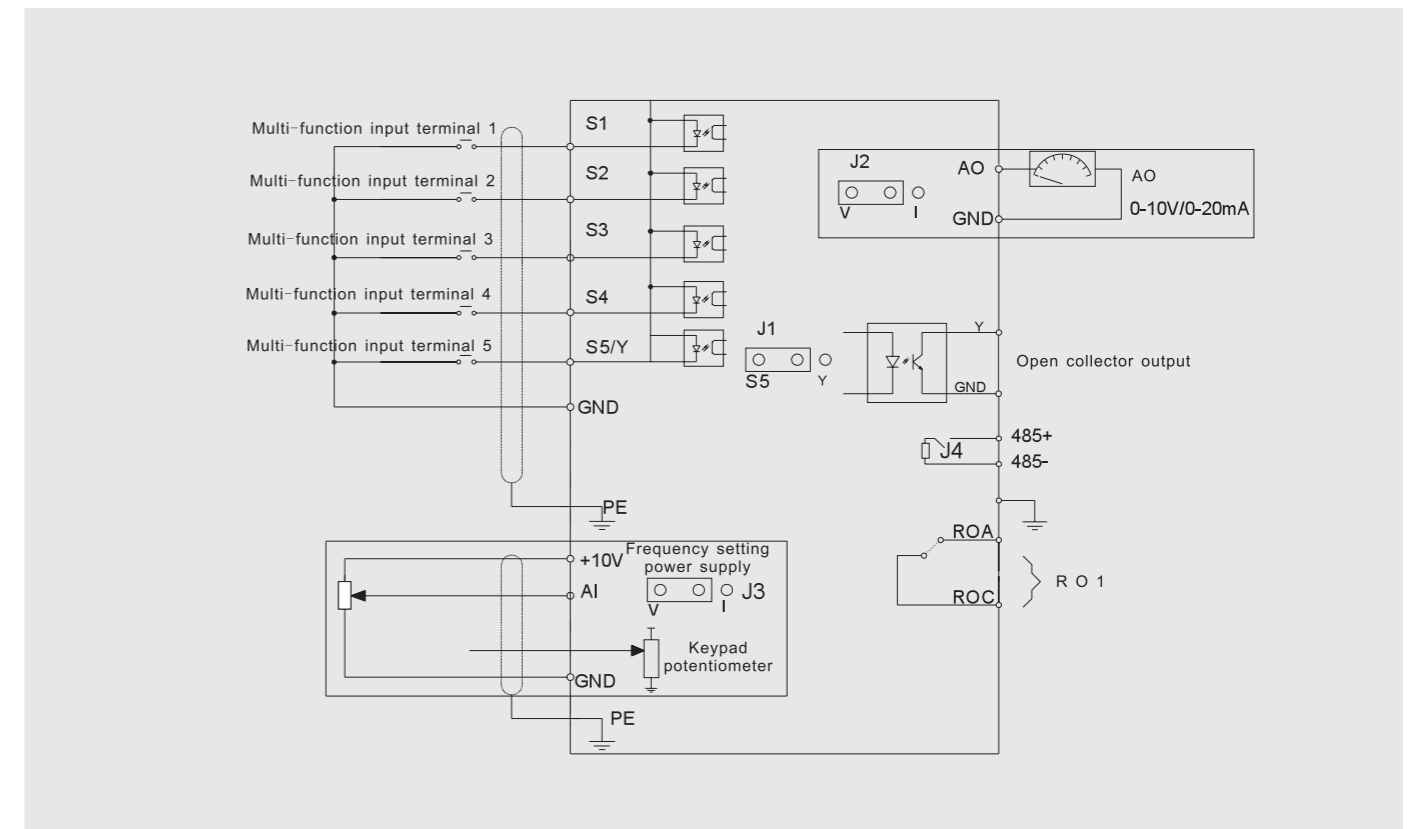 Multi-function input terminal 1
S1
Multi-function input terminal 2
S2
Multi-function input terminal 3
S3
Multi-function input terminal 4
S4
Multi-function input terminal 5
S5/Y
GND
PE
J1
S5
Y
J2
V
I
AO
GND
AO
0-10V/0-20mA
Y
GND
Open collector output
J4
485+
485-
ROA
ROC
R O 1
+10V
Frequency setting
power supply
AI
V
I
J3
Keypad
potentiometer
GND
PE